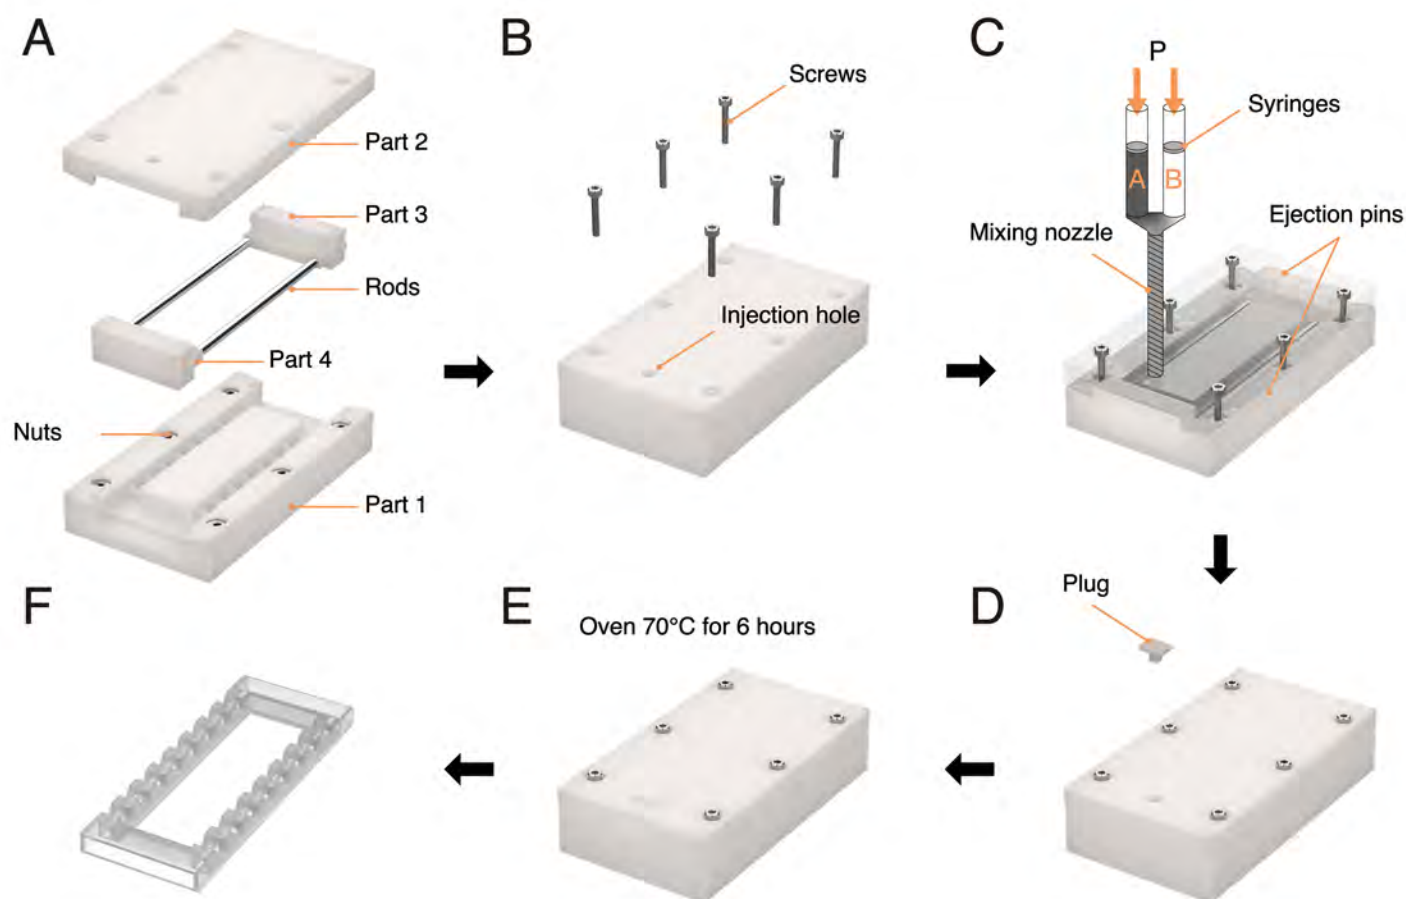 A
Part 2
Part 3
Rods
Part 4
Nuts
Part 1
B
Screws
Injection hole
C
P
Syringes
A
B
Ejection pins
Mixing nozzle
D
Plug
E
Oven 70°C for 6 hours
F